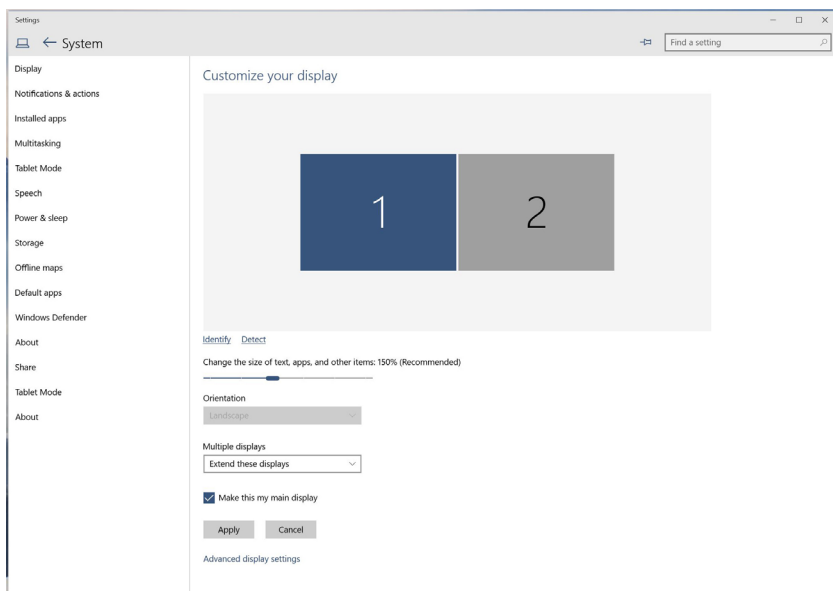 Settings
System
Find a setting
Display
Notifications & actions
Installed apps
Multitasking
Tablet Mode
Speech
Power & sleep
Storage
Offline maps
Default apps
Windows Defender
About
Share
Tablet Mode
About
Customize your display
1
2
Identify Detect
Change the size of text, apps, and other items: 150% (Recommended)
Orientation
Landscape
Multiple displays
Extend these displays
Make this my main display
Apply Cancel
Advanced display settings